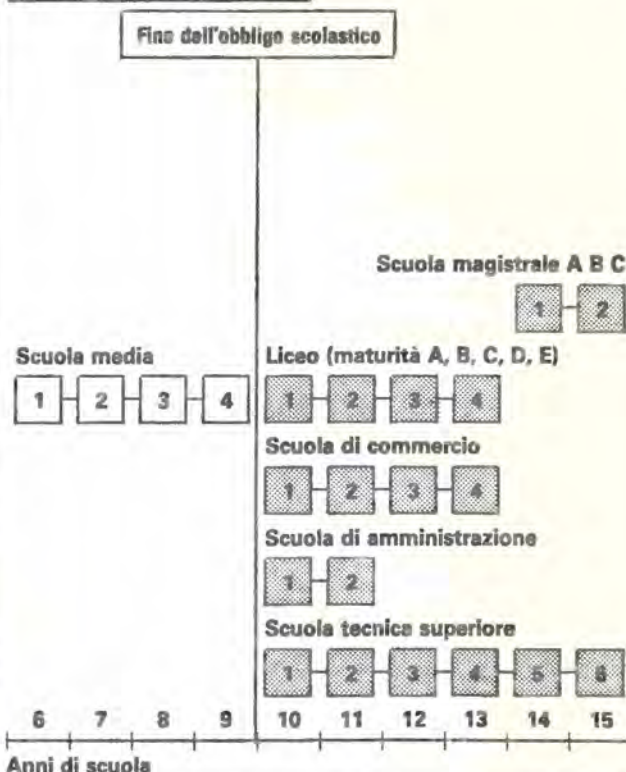 Fine dell'obbligo scolastico
Scuola magistrale A B C
1 2
Scuola media
1 2 3 4
Liceo (maturità A, B, C, D, E)
1 2 3 4
Scuola di commercio
1 2 3 4
Scuola di amministrazione
1 2
Scuola tecnica superiore
1 2 3 4 5 6
6 7 8 9 10 11 12 13 14 15
Anni di scuola